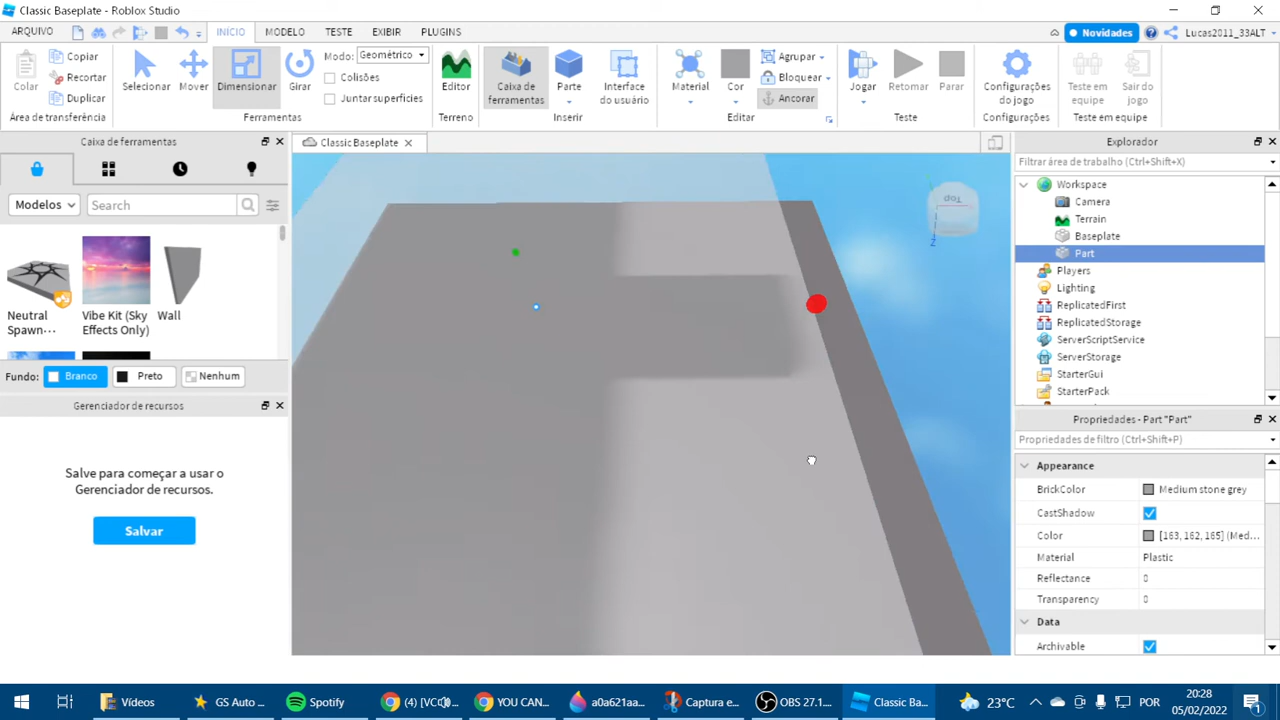 Classic Baseplate - Roblox Studio
ARQUIVO
INÍCIO
MODELO
TESTE
EXIBIR
PLUGINS
Novidades
Lucas2011_33ALT
Colar
Copiar
Recortar
Duplicar
Área de transferência
Selecionar
Mover
Dimensionar
Girar
Modo: Geométrico
Colisões
Juntar superfícies
Ferramentas
Editor
Terreno
Caixa de
ferramentas
Parte
Interface
do usuário
Inserir
Material
Cor
Agrupar
Bloquear
Ancorar
Editar
Jogar
Retomar
Parar
Teste
Configurações
do jogo
Configurações
Teste em
equipe
Sair do
jogo
Teste em equipe
Caixa de ferramentas
Modelos
Search
Neutral
Spawn...
Vibe Kit (Sky
Effects Only)
Wall
Fundo:
Branco
Preto
Nenhum
Gerenciador de recursos
Salve para começar a usar o
Gerenciador de recursos.
Salvar
Classic Baseplate
Top
Z
Explorador
Filtrar área de trabalho (Ctrl+Shift+X)
Workspace
Camera
Terrain
Baseplate
Part
Players
Lighting
ReplicatedFirst
ReplicatedStorage
ServerScriptService
ServerStorage
StarterGui
StarterPack
Propriedades - Part "Part"
Propriedades de filtro (Ctrl+Shift+P)
Appearance
BrickColor Medium stone grey
CastShadow
Color [163, 162, 165] (Med...
Material Plastic
Reflectance 0
Transparency 0
Data
Archivable
Vídeos
GS Auto ...
Spotify
(4) [VCC
YOU CAN...
a0a621aa...
Captura e...
OBS 27.1...
Classic Ba...
23°C
POR
20:28
05/02/2022
1